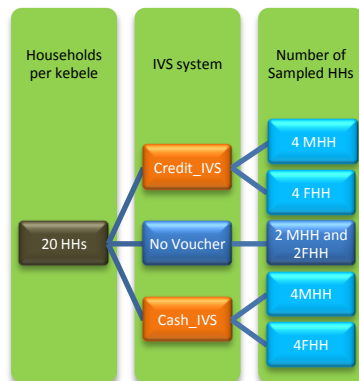 Households
per kebele
IVS system
Number of
Sampled HHs
20 HHs
Credit_IVS
No Voucher
Cash_IVS
4 MHH
4 FHH
2 MHH and
2FHH
4MHH
4FHH